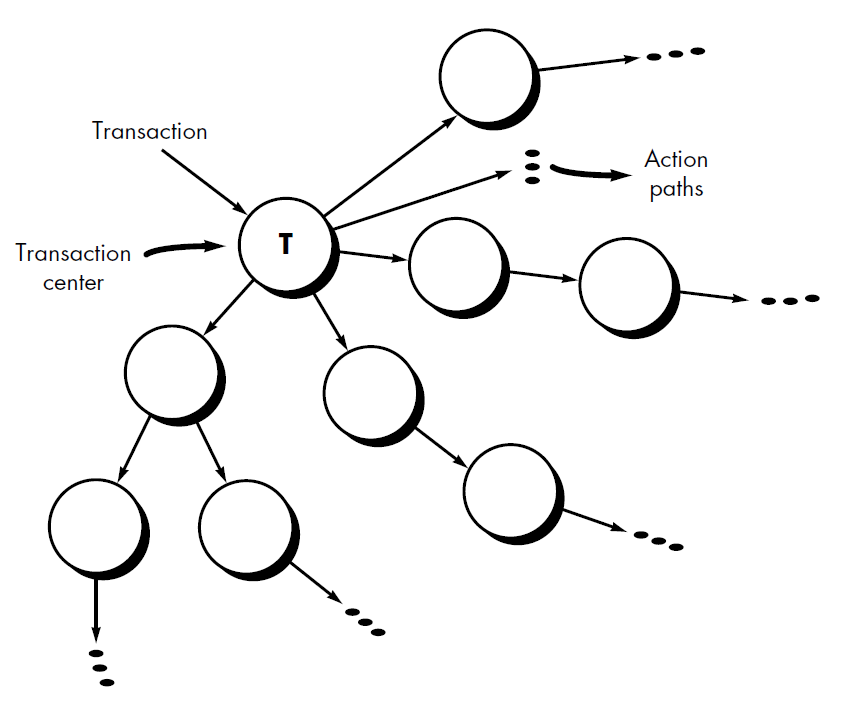 Transaction
Action
paths
T
Transaction
center